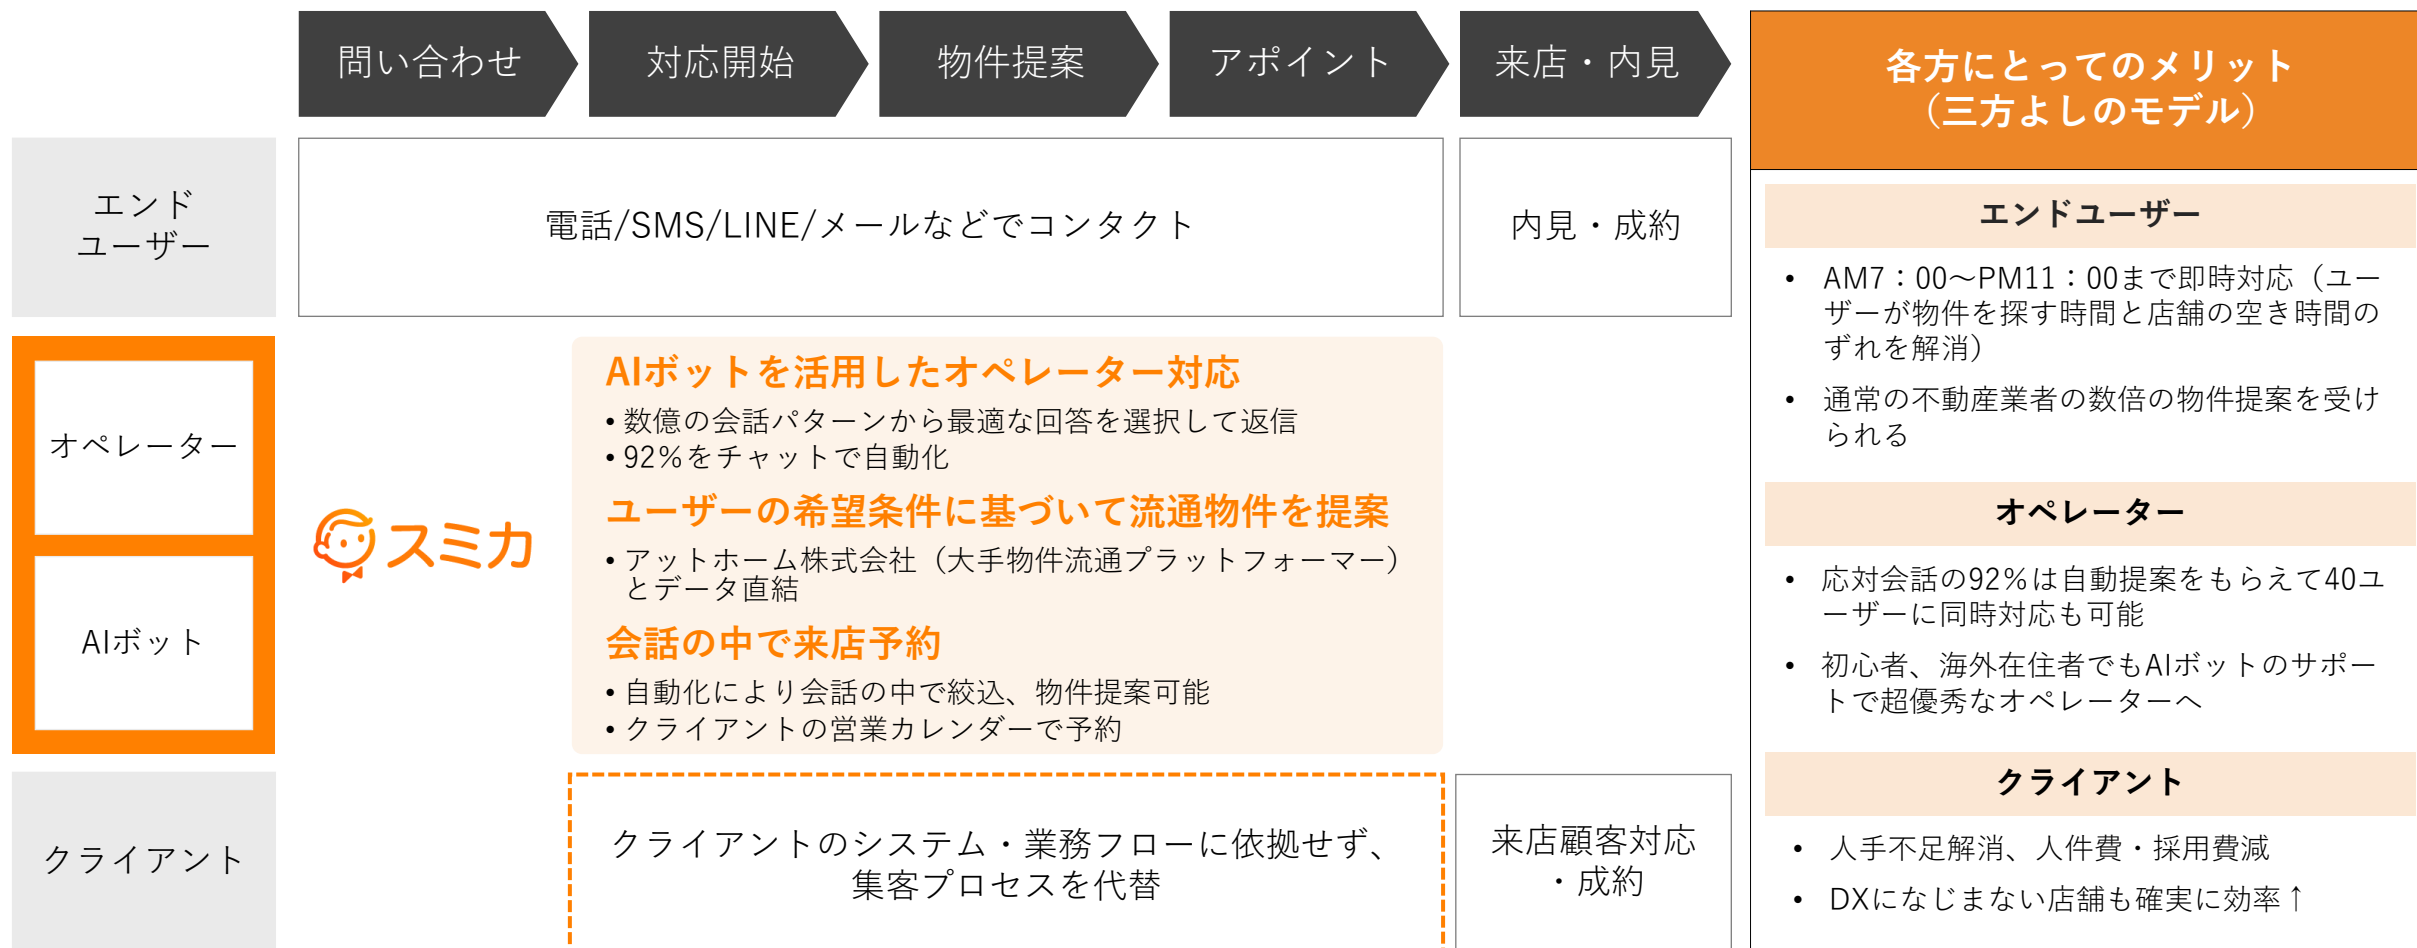 問い合わせ
対応開始
物件提案
アポイント
来店・内見
エンド
ユーザー
電話/SMS/LINE/メールなどでコンタクト
内見・成約
オペレーター
AIボット
スミカ
AIボットを活用したオペレーター対応
• 数億の会話パターンから最適な回答を選択して返信
• 92%をチャットで自動化
ユーザーの希望条件に基づいて流通物件を提案
• アットホーム株式会社（大手物件流通プラットフォーマー）
とデータ直結
会話の中で来店予約
• 自動化により会話の中で絞込、物件提案可能
• クライアントの営業カレンダーで予約
クライアント
クライアントのシステム・業務フローに依拠せず、
集客プロセスを代替
来店顧客対応
・成約
各方にとってのメリット
（三方よしのモデル）
エンドユーザー
• AM7：00～PM11：00まで即時対応（ユー
ザーが物件を探す時間と店舗の空き時間の
ずれを解消）
• 通常の不動産業者の数倍の物件提案を受け
られる
オペレーター
• 応対会話の92%は自動提案をもらえて40ユ
ーザーに同時対応も可能
• 初心者、海外在住者でもAIボットのサポー
トで超優秀なオペレーターへ
クライアント
• 人手不足解消、人件費・採用費減
• DXになじまない店舗も確実に効率↑